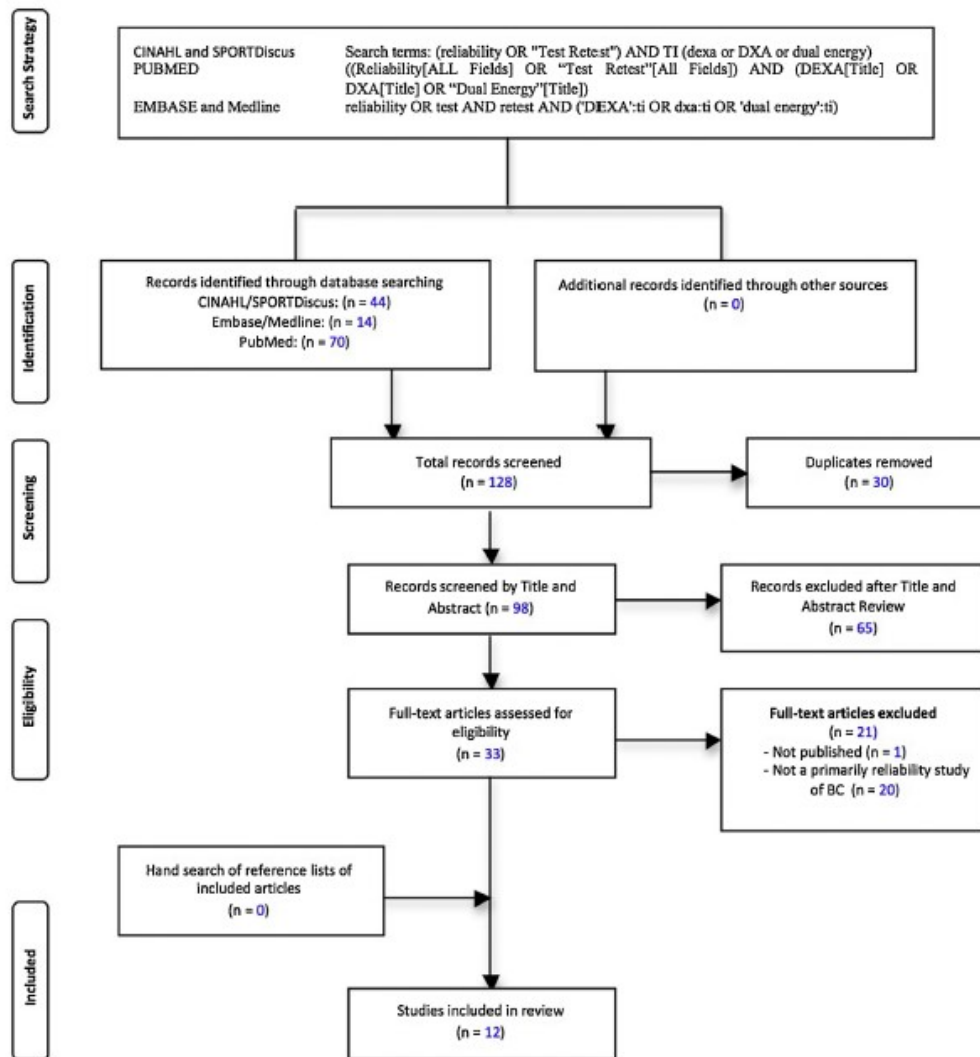 Search Strategy
CINAHL and SPORTDiscus Search terms: (reliability OR "Test Retest") AND TI (dexa or DXA or dual energy)
PUBMED ((Reliability[ALL Fields] OR “Test Retest”[All Fields]) AND (DEXA[Title] OR
DXA[Title] OR “Dual Energy”[Title])
EMBASE and Medline reliability OR test AND retest AND ('DEXA':ti OR dxa:ti OR 'dual energy':ti)
Identification
Records identified through database searching
CINAHL/SPORTDiscus: (n = 44)
Embase/Medline: (n = 14)
PubMed: (n = 70)
Additional records identified through other sources
(n = 0)
Screening
Total records screened
(n = 128)
Duplicates removed
(n = 30)
Records screened by Title and
Abstract (n = 98)
Records excluded after Title and
Abstract Review
(n = 65)
Eligibility
Full-text articles assessed for
eligibility
(n = 33)
Full-text articles excluded
(n = 21)
- Not published (n = 1)
- Not a primarily reliability study
of BC (n = 20)
Hand search of reference lists of
included articles
(n = 0)
Included
Studies included in review
(n = 12)